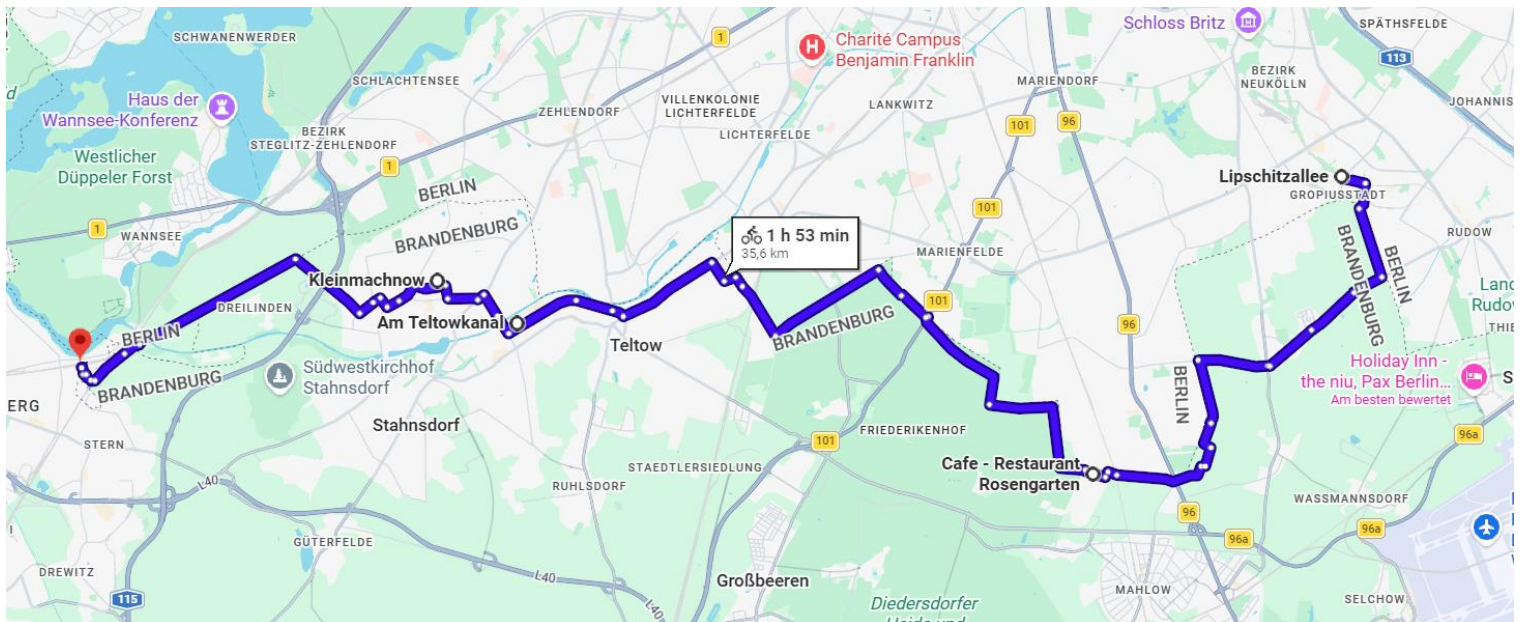 SCHWANENWERDER
1
SPÄTHSFELDE
Schloss Britz
Charité Campus
Benjamin Franklin
113
SCHLACHTENSEE
MARIENDORF
BEZIRK
NEUKÖLLN
Haus der
Wannsee-Konferenz
ZEHLENDORF
VILLENKOLONIE
LICHTERFELDE
LANKWITZ
JOHANNIS
BEZIRK
STEGLITZ-ZEHLENDORF
LICHTERFELDE
101
96
Westlicher
Düppeler Forst
1
BERLIN
Lipschitzallee
GROPIUSSTADT
101
1
WANNSEE
BRANDENBURG
1 h 53 min
35,6 km
MARIENFELDE
RUDOW
BERLIN
BRANDENBURG
Kleinmachnow
DREILINDEN
Am Teltowkanal
101
BRANDENBURG
96
Rudow
BERLIN
Teltow
BRANDENBURG
Südwestkirchhof
Stahnsdorf
BERLIN
Holiday Inn -
the niu, Pax Berlin...
Am besten bewertet
ERG
STERN
Stahnsdorf
101
FRIEDERIKENHOF
96a
Cafe - Restaurant
Rosengarten
STAEDTLERSIEDLUNG
L40
RUHLSDORF
WASSMANNSDORF
96
96a
96a
GÜTERFELDE
DREWITZ
L40
Großbeeren
115
L40
Diedersdorfer
MAHLOW
SELCHOW